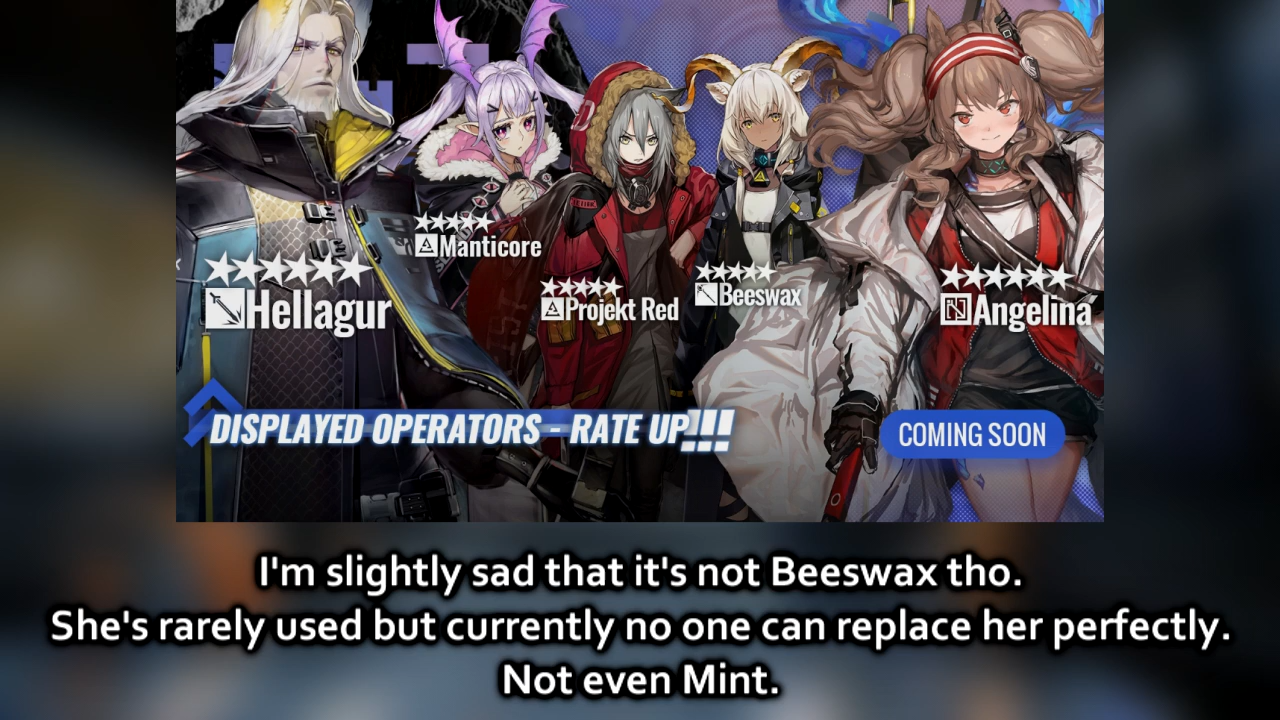 ★★★★★★
Hellagur
★★★★★
Manticore
★★★★★
Projekt Red
★★★★★
Beeswax
★★★★★★
Angelina
DISPLAYED OPERATORS - RATE UP!!!
COMING SOON
I'm slightly sad that it's not Beeswax tho.
She's rarely used but currently no one can replace her perfectly.
Not even Mint.